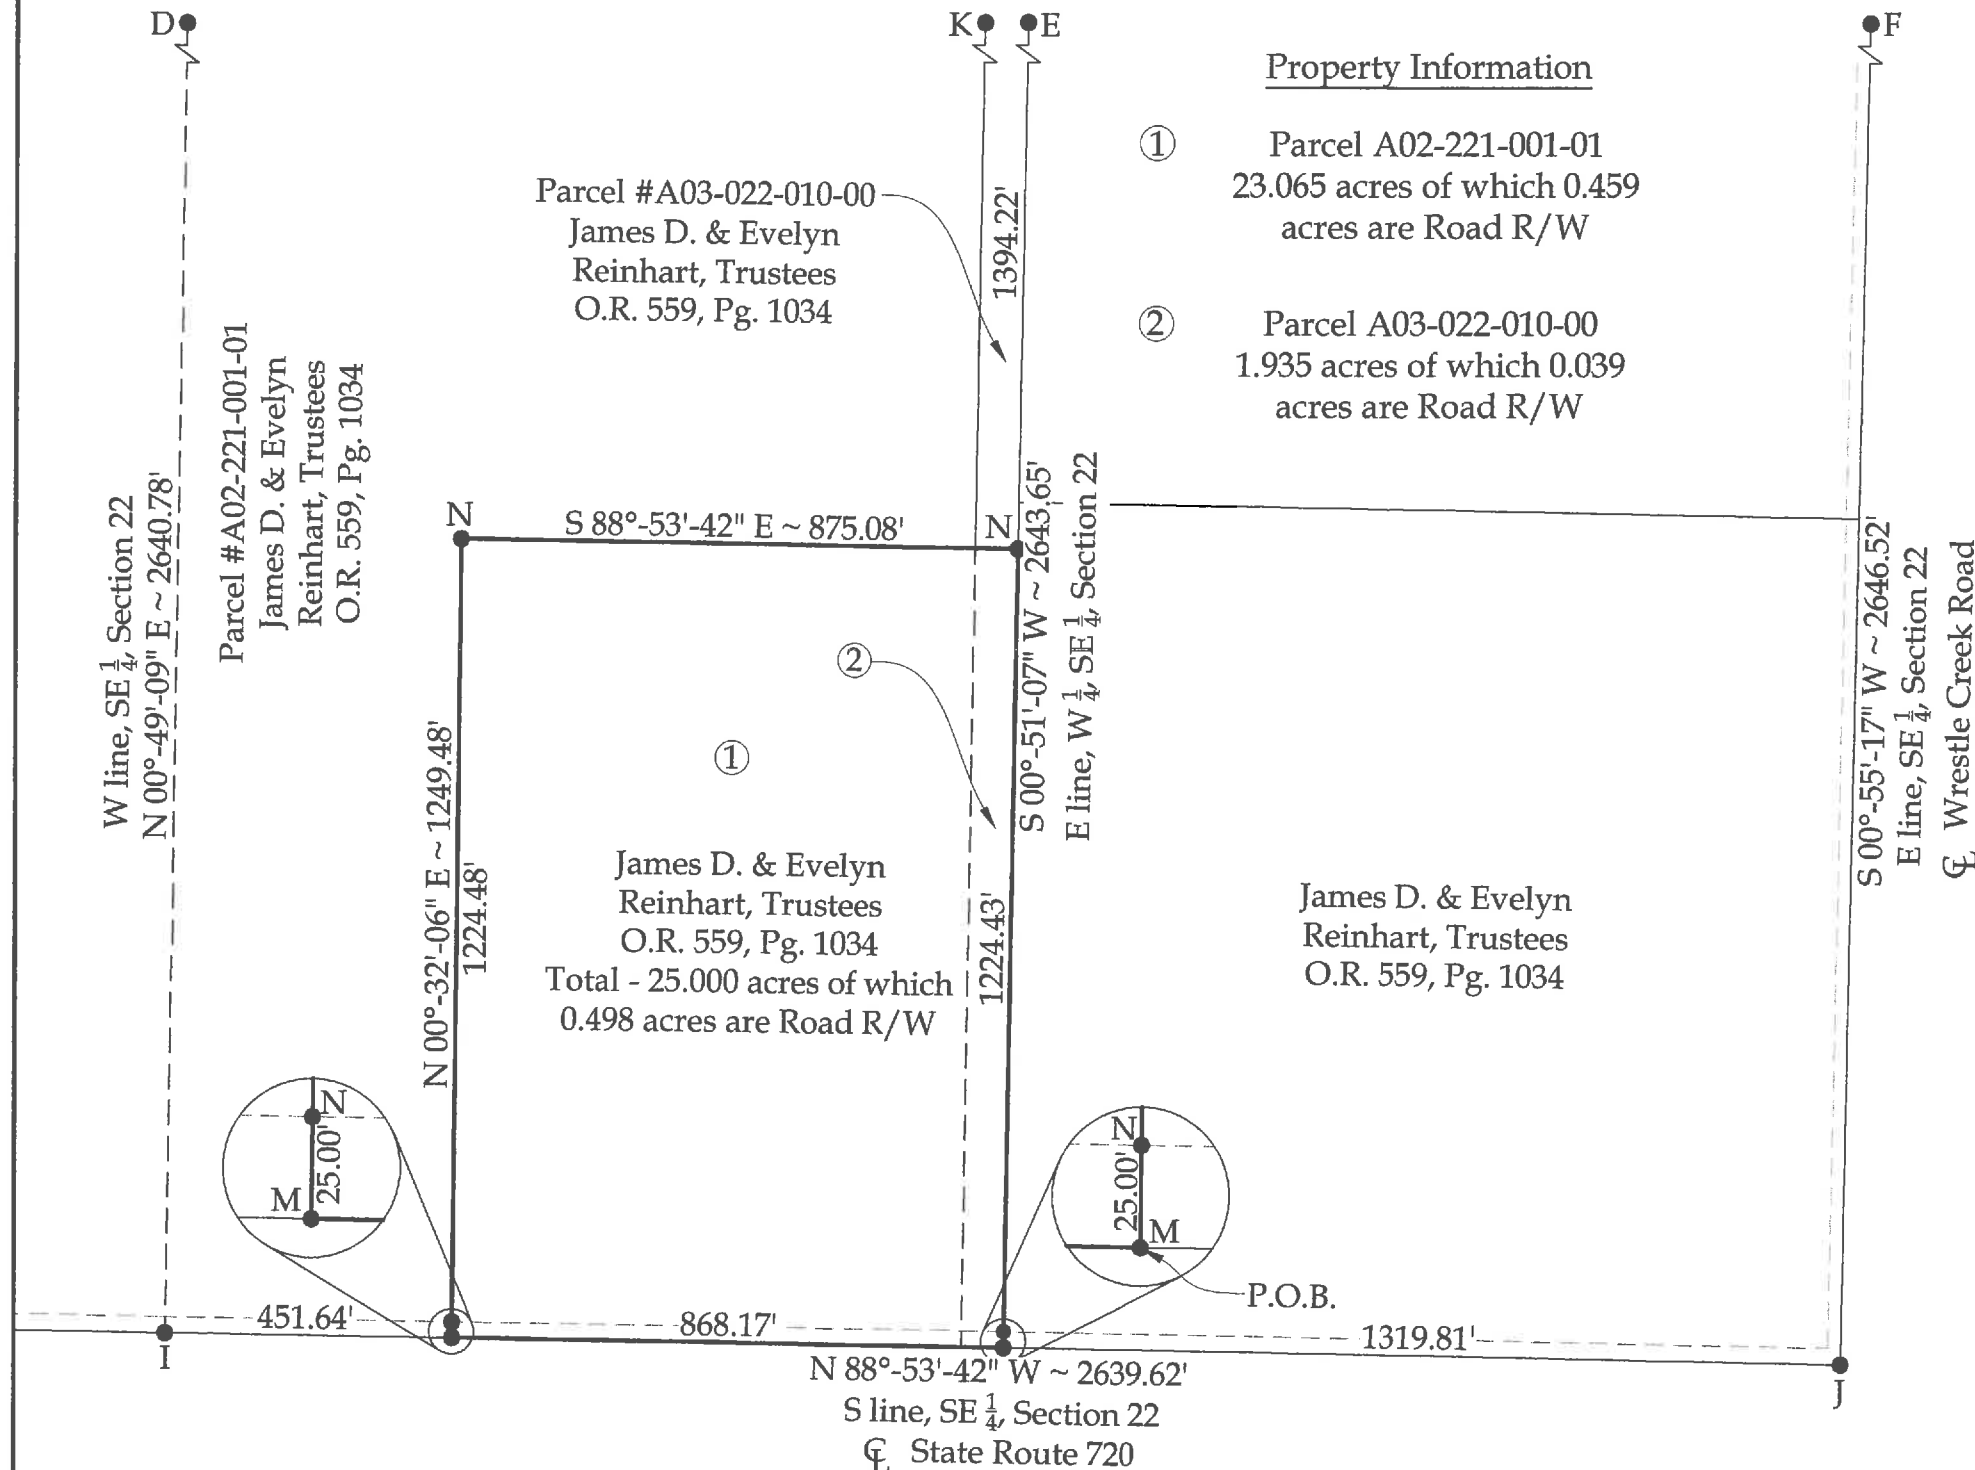 D
K
E
F
Property Information
① Parcel A02-221-001-01
23.065 acres of which 0.459
acres are Road R/W
② Parcel A03-022-010-00
1.935 acres of which 0.039
acres are Road R/W
Parcel #A03-022-010-00
James D. & Evelyn
Reinhart, Trustees
O.R. 559, Pg. 1034
1394.22'
W line, SE 1/4, Section 22
N 00°-49'-09" E ~ 2640.78'
Parcel #A02-221-001-01
James D. & Evelyn
Reinhart, Trustees
O.R. 559, Pg. 1034
N
S 88°-53'-42" E ~ 875.08'
N
S 00°-51'-07" W ~ 2643.65'
E line, W 1/4, SE 1/4, Section 22
S 00°-55'-17" W ~ 2646.52'
E line, SE 1/4, Section 22
℄ Wrestle Creek Road
②
①
N 00°-32'-06" E ~ 1249.48'
1224.48'
James D. & Evelyn
Reinhart, Trustees
O.R. 559, Pg. 1034
Total - 25.000 acres of which
0.498 acres are Road R/W
1224.43'
James D. & Evelyn
Reinhart, Trustees
O.R. 559, Pg. 1034
N
25.00'
M
N
25.00'
M
P.O.B.
451.64'
868.17'
1319.81'
I
J
N 88°-53'-42" W ~ 2639.62'
S line, SE 1/4, Section 22
℄ State Route 720